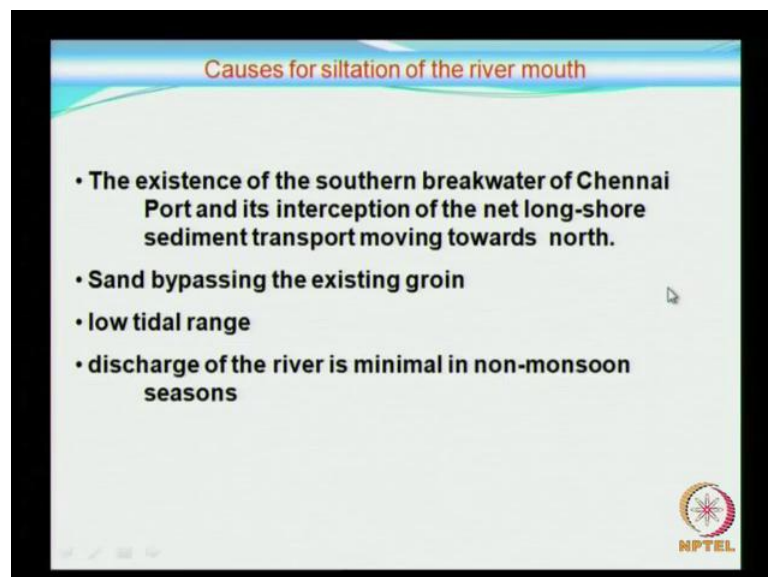 Causes for siltation of the river mouth
• The existence of the southern breakwater of Chennai
Port and its interception of the net long-shore
sediment transport moving towards north.
• Sand bypassing the existing groin
• low tidal range
• discharge of the river is minimal in non-monsoon
seasons
NPTEL